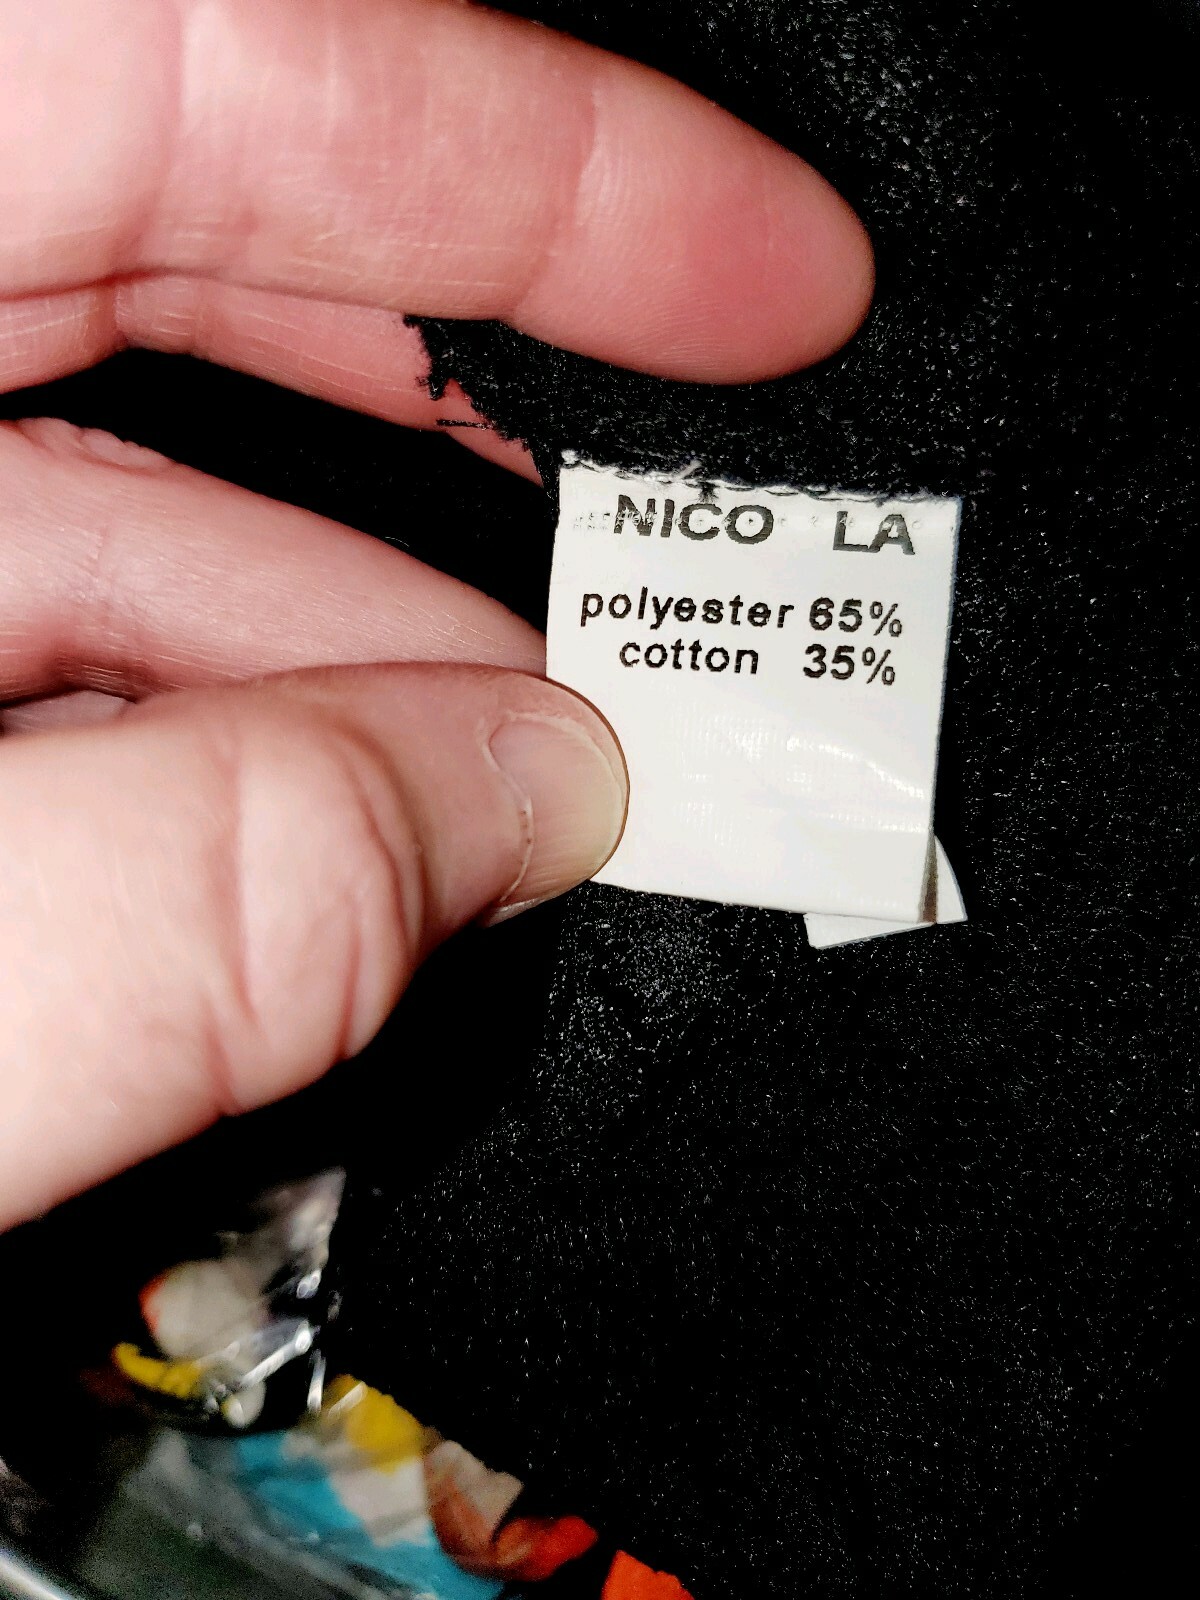 NICO LA
polyester 65%
cotton 35%